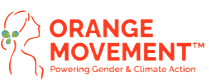 ORANGE
MOVEMENT™
Powering Gender & Climate Action